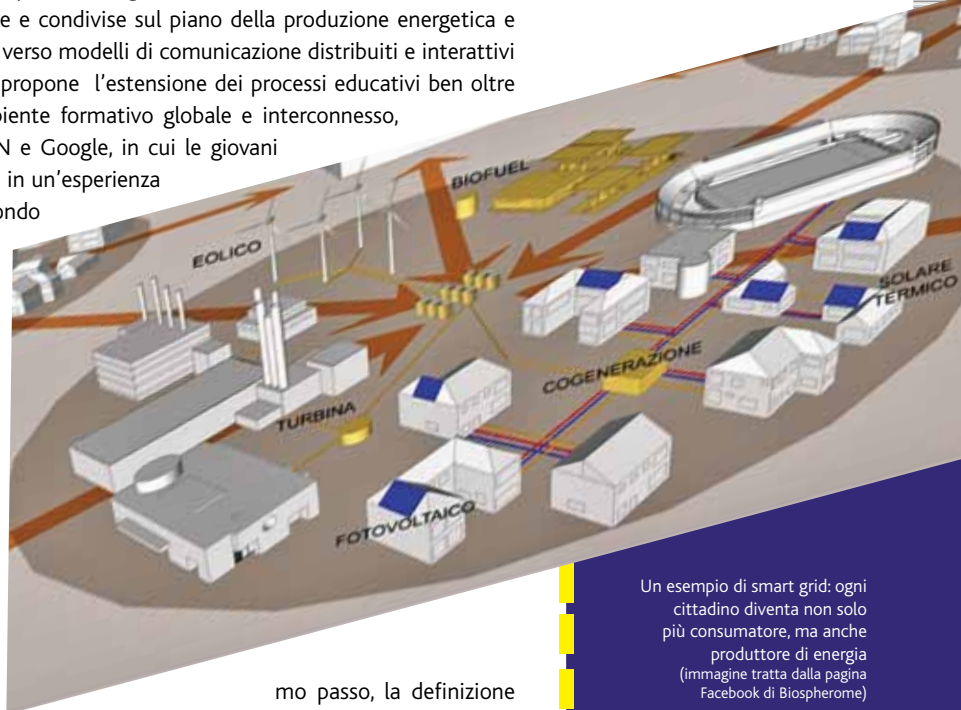 e e condivise sul piano della produzione energetica e
verso modelli di comunicazione distribuiti e interattivi
propone l'estensione dei processi educativi ben oltre
piente formativo globale e interconnesso,
N e Google, in cui le giovani
in un'esperienza
ondo
BIOFUEL
EOLICO
SOLARE
TERMICO
COGENERAZIONE
TURBINA
FOTOVOLTAICO
Un esempio di smart grid: ogni
cittadino diventa non solo
più consumatore, ma anche
produttore di energia
(immagine tratta dalla pagina
Facebook di Biospherome)
mo passo, la definizione